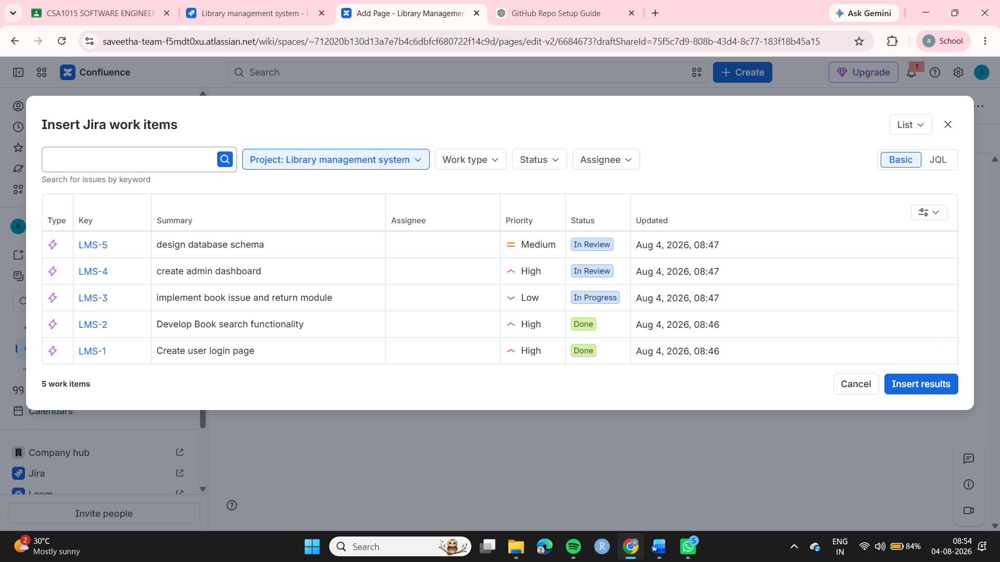 CSA1015 SOFTWARE ENGINEER
Library management system - L
Add Page - Library Managemen
GitHub Repo Setup Guide
Ask Gemini
saveetha-team-f5mdt0xu.atlassian.net/wiki/spaces/~712020b130d13a7e7b4c6dbfcf680722f14c9d/pages/edit-v2/6684673?draftShareId=75f5c7d9-808b-43d4-8c77-183f18b45a15
a School
Confluence
Search
Create
Upgrade
1
A
Insert Jira work items
List
Project: Library management system
Work type
Status
Assignee
Basic
JQL
Search for issues by keyword
Type Key Summary Assignee Priority Status Updated
LMS-5 design database schema Medium In Review Aug 4, 2026, 08:47
LMS-4 create admin dashboard High In Review Aug 4, 2026, 08:47
LMS-3 implement book issue and return module Low In Progress Aug 4, 2026, 08:47
LMS-2 Develop Book search functionality High Done Aug 4, 2026, 08:46
LMS-1 Create user login page High Done Aug 4, 2026, 08:46
A
5 work items
Cancel
Insert results
Calendars
Company hub
Jira
Loom
Invite people
2
30°C
Mostly sunny
Search
R
a
W
5
ENG
IN
84%
08:54
04-08-2026